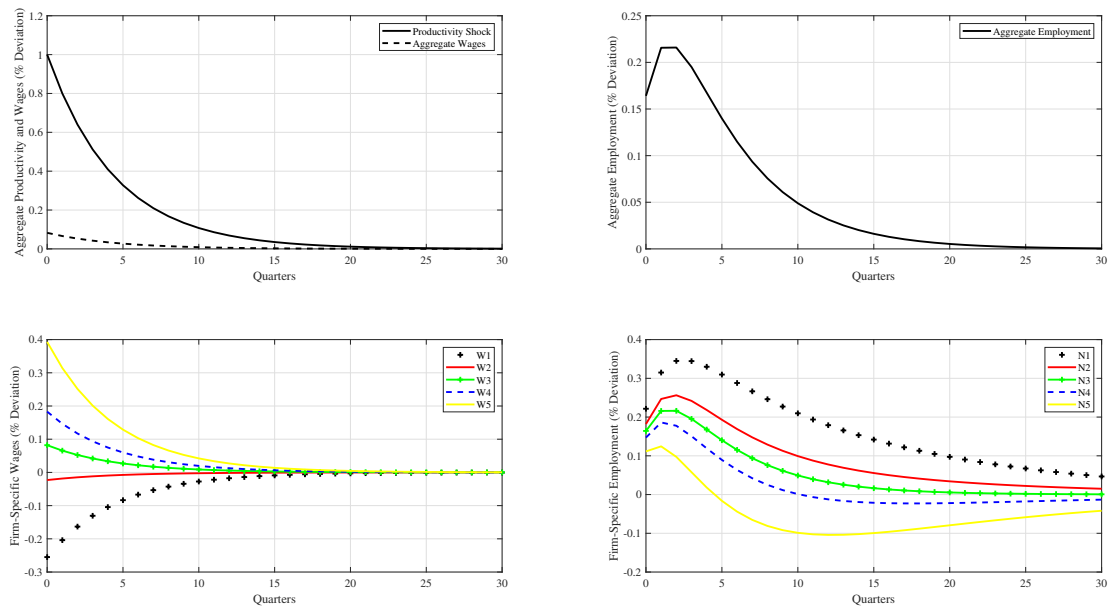 Aggregate Productivity and Wages (% Deviation)
1.2
1
0.8
0.6
0.4
0.2
0
0 5 10 15 20 25 30
Quarters
Productivity Shock
Aggregate Wages
Aggregate Employment (% Deviation)
0.25
0.2
0.15
0.1
0.05
0
0 5 10 15 20 25 30
Quarters
Aggregate Employment
Firm-Specific Wages (% Deviation)
0.4
0.3
0.2
0.1
0
-0.1
-0.2
-0.3
0 5 10 15 20 25 30
Quarters
W1
W2
W3
W4
W5
Firm-Specific Employment (% Deviation)
0.4
0.3
0.2
0.1
0
-0.1
-0.2
0 5 10 15 20 25 30
Quarters
N1
N2
N3
N4
N5